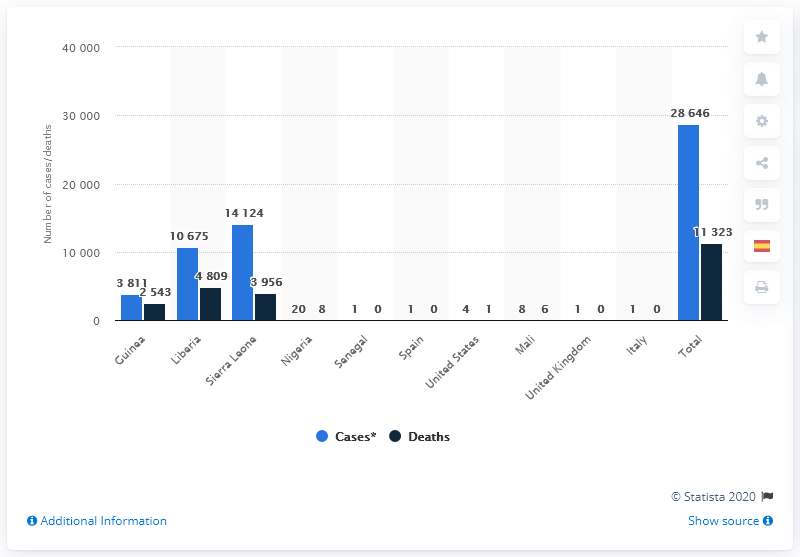 40 000
30 000
20 000
10 000
0
Number of cases/deaths
3 811
2 543
10 675
4 809
14 124
3 956
20
8
1
0
1
0
4
1
8
6
1
0
1
0
28 646
11 323
Guinea
Liberia
Sierra Leone
Nigeria
Senegal
Spain
United States
Mali
United Kingdom
Italy
Total
Cases*
Deaths
© Statista 2020
Additional Information
Show source